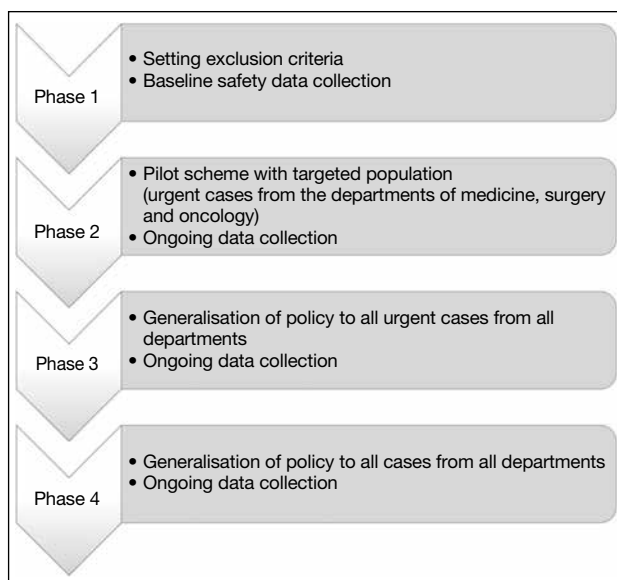 Phase 1
• Setting exclusion criteria
• Baseline safety data collection
Phase 2
• Pilot scheme with targeted population
(urgent cases from the departments of medicine, surgery
and oncology)
• Ongoing data collection
Phase 3
• Generalisation of policy to all urgent cases from all
departments
• Ongoing data collection
Phase 4
• Generalisation of policy to all cases from all departments
• Ongoing data collection